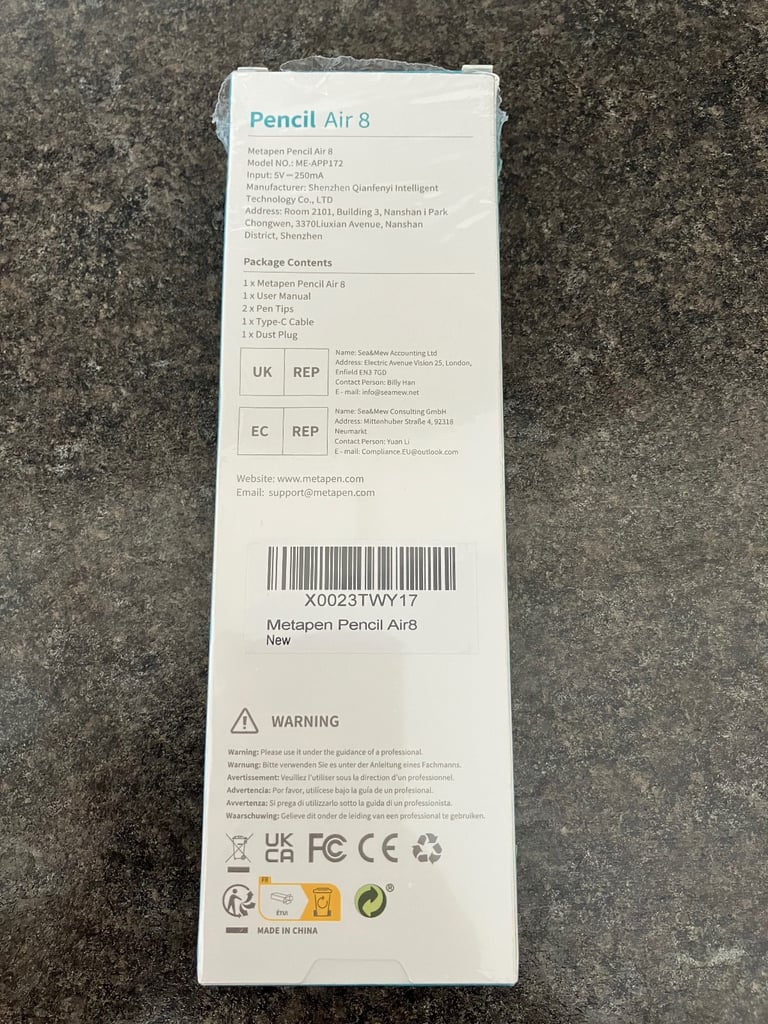 Pencil Air 8
Metapen Pencil Air 8
Model NO.: ME-APP172
Input: 5V⎓250mA
Manufacturer: Shenzhen Qianfenyi Intelligent
Technology Co., LTD
Address: Room 2101, Building 3, Nanshan i Park
Chongwen, 3370Liuxian Avenue, Nanshan
District, Shenzhen
Package Contents
1 x Metapen Pencil Air 8
1 x User Manual
2 x Pen Tips
1 x Type-C Cable
1 x Dust Plug
UK REP
Name: Sea&Mew Accounting Ltd
Address: Electric Avenue Vision 25, London,
Enfield EN3 7GD
Contact Person: Billy Han
E - mail: info@seamew.net
EC REP
Name: Sea&Mew Consulting GmbH
Address: Mittenhuber Straße 4, 92318
Neumarkt
Contact Person: Yuan Li
E - mail: Compliance.EU@outlook.com
Website: www.metapen.com
Email: support@metapen.com
X0023TWY17
Metapen Pencil Air8
New
WARNING
Warning: Please use it under the guidance of a professional.
Warnung: Bitte verwenden Sie es unter der Anleitung eines Fachmanns.
Avertissement: Veuillez l'utiliser sous la direction d'un professionnel.
Advertencia: Por favor, utilícese bajo la guía de un profesional.
Avvertenza: Si prega di utilizzarlo sotto la guida di un professionista.
Waarschuwing: Gelieve dit onder de leiding van een professional te gebruiken.
UK
CA
FC CE
FR
ÉTUI
®
MADE IN CHINA